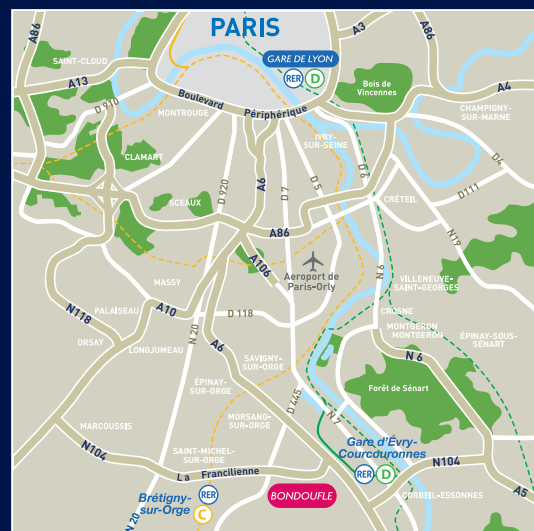 PARIS
A86
A3
A86
SAINT-CLOUD
GARE DE LYON
RER D
A13
Bois de
Vincennes
A4
D 910
Boulevard Périphérique
MONTROUGE
CHAMPIGNY-
SUR-MARNE
IVRY-
SUR-SEINE
CLAMART
D 920
A6
D 7
D 5
D 6
D4
D111
SCEAUX
CRÉTEIL
A86
N19
A106
Aeroport de
Paris-Orly
N 6
VILLENEUVE-
SAINT-GEORGES
MASSY
PALAISEAU
A10
D 118
CROSNE
N118
ORSAY
LONGJUMEAU
N 20
A6
MONTGERON
MONTGERON
ÉPINAY-SOUS-
SÉNART
SAVIGNY-
SUR-ORGE
N 6
ÉPINAY-
SUR-ORGE
Forêt de Sénart
D 445
N 7
MARCOUSSIS
MORSANG-
SUR-ORGE
N104
SAINT-MICHEL-
SUR-ORGE
Gare d'Évry-
Courcouronnes
La Francilienne
RER D
N104
Brétigny-
sur-Orge
RER
C
BONDOUFLE
CORBEIL-ESSONNES
A5
N 20